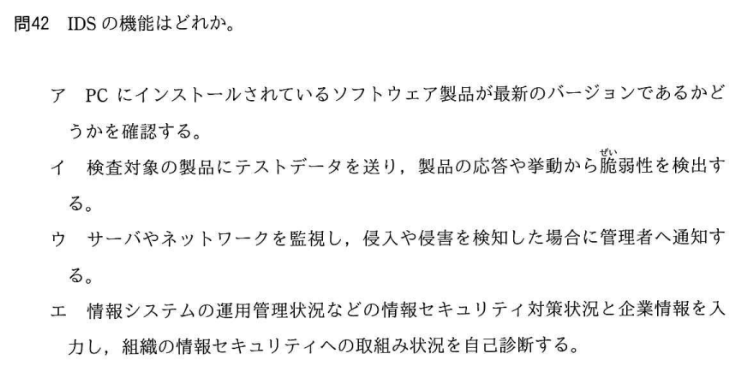 問42 IDS の機能はどれか。
ア PC にインストールされているソフトウェア製品が最新のバージョンであるかど
うかを確認する。
イ 検査対象の製品にテストデータを送り，製品の応答や挙動から脆弱性を検出す
る。
ウ サーバやネットワークを監視し，侵入や侵害を検知した場合に管理者へ通知す
る。
エ 情報システムの運用管理状況などの情報セキュリティ対策状況と企業情報を入
力し，組織の情報セキュリティへの取組み状況を自己診断する。